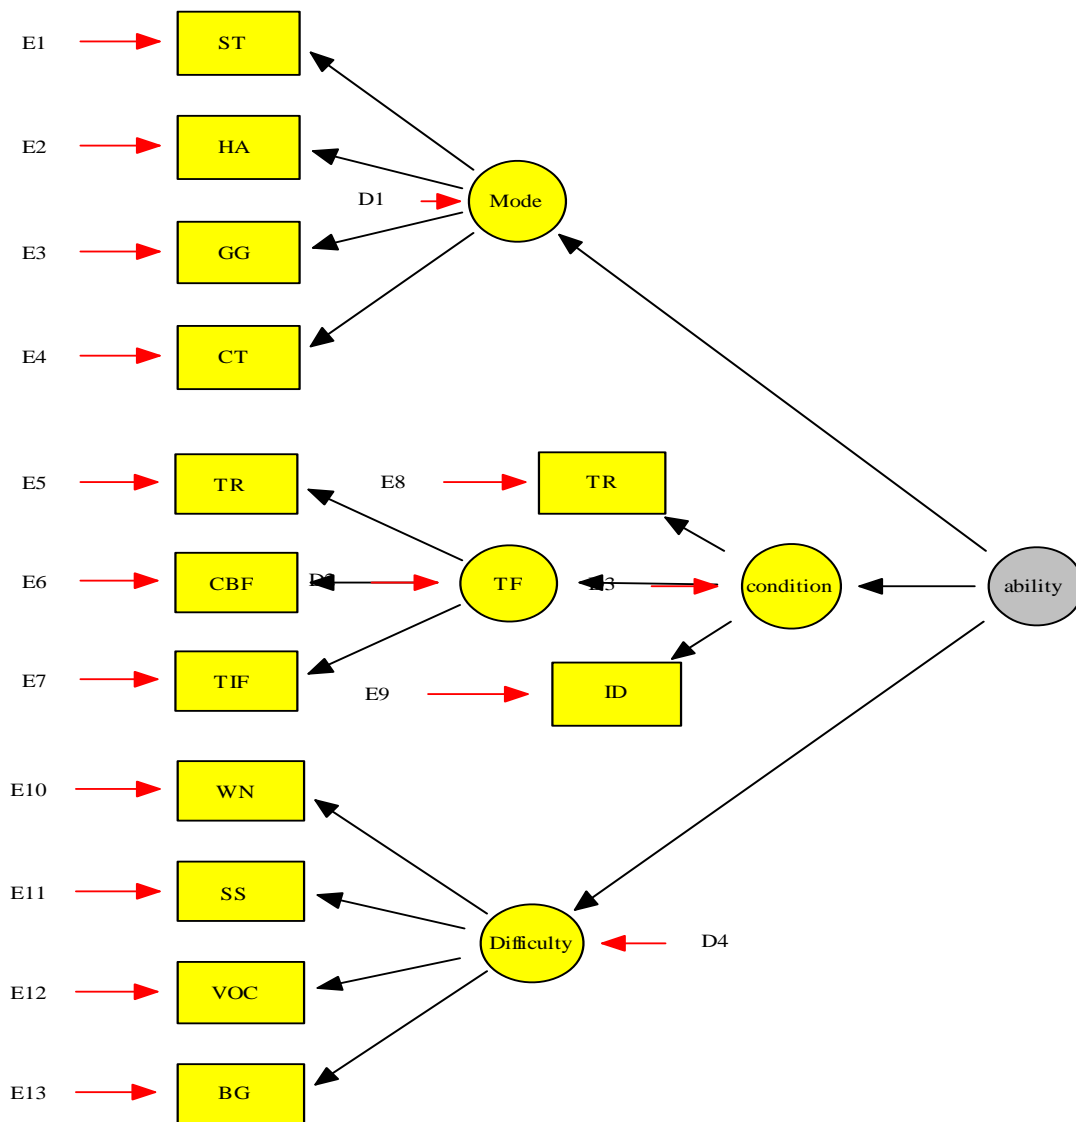 E1
ST
E2
HA
D1
Mode
E3
GG
E4
CT
E5
TR
E8
TR
E6
CBF
TF
condition
ability
E7
TIF
E9
ID
E10
WN
E11
SS
Difficulty
D4
E12
VOC
E13
BG